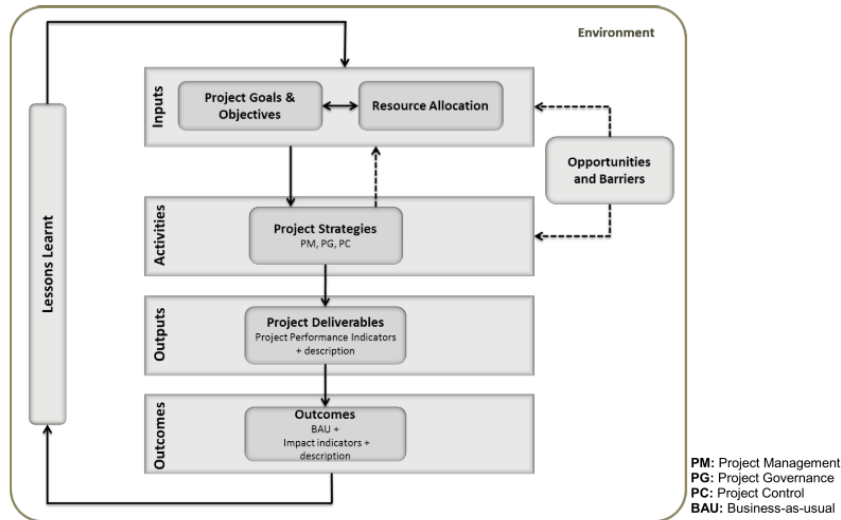 Environment
Inputs
Project Goals &
Objectives
Resource Allocation
Opportunities
and Barriers
Lessons Learnt
Activities
Project Strategies
PM, PG, PC
Outputs
Project Deliverables
Project Performance Indicators
+ description
Outcomes
Outcomes
BAU +
Impact indicators +
description
PM: Project Management
PG: Project Governance
PC: Project Control
BAU: Business-as-usual